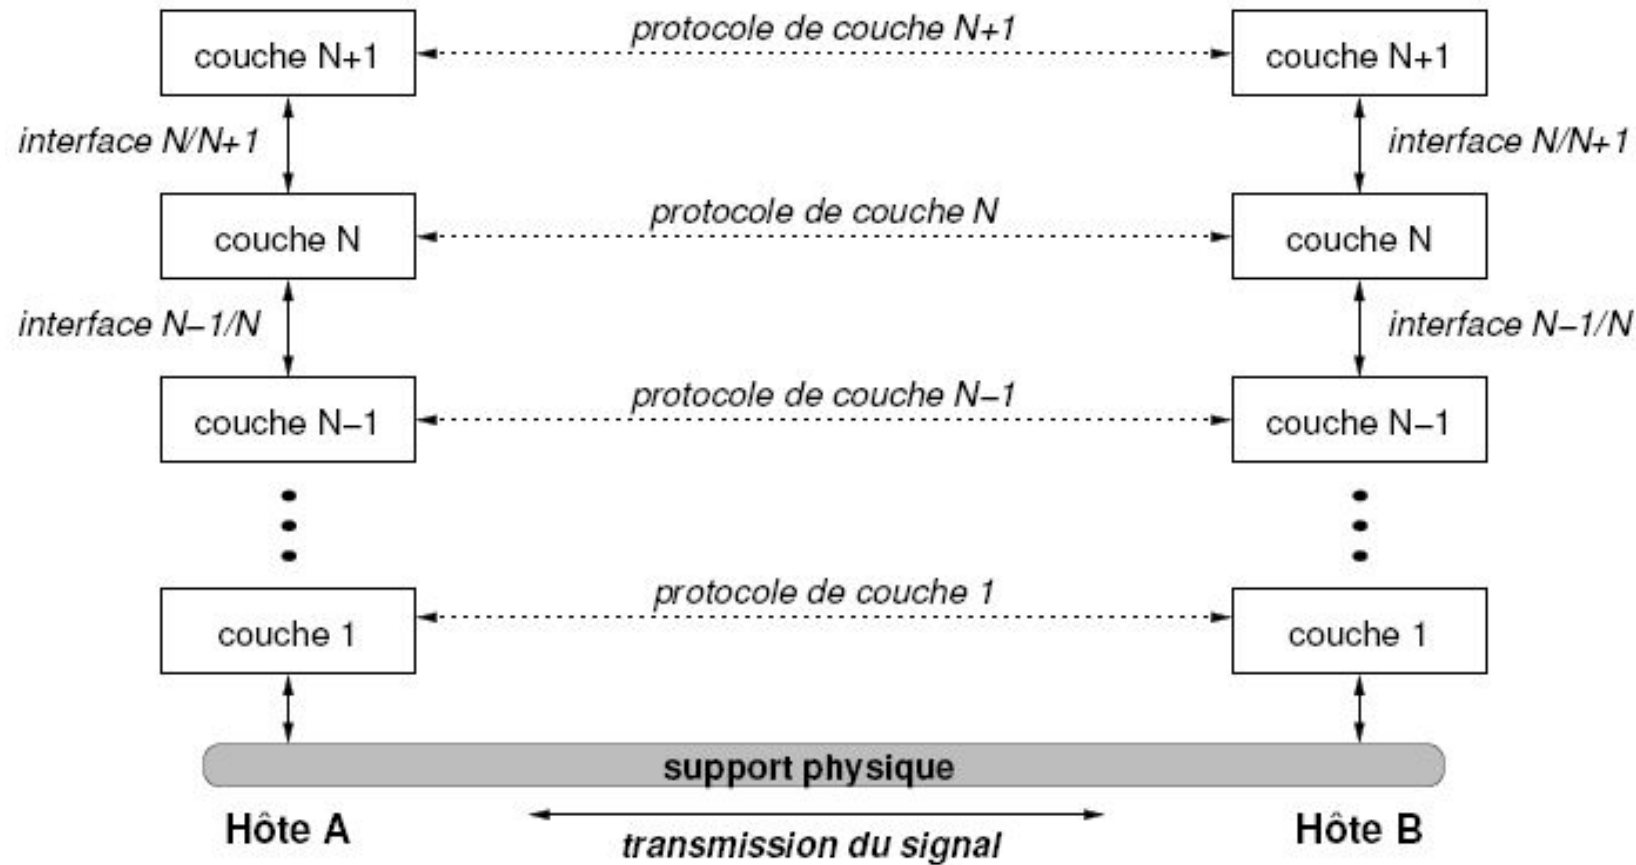 protocole de couche N+1
couche N+1
couche N+1
interface N/N+1
interface N/N+1
protocole de couche N
couche N
couche N
interface N−1/N
interface N−1/N
protocole de couche N−1
couche N−1
couche N−1
protocole de couche 1
couche 1
couche 1
support physique
Hôte A
Hôte B
transmission du signal